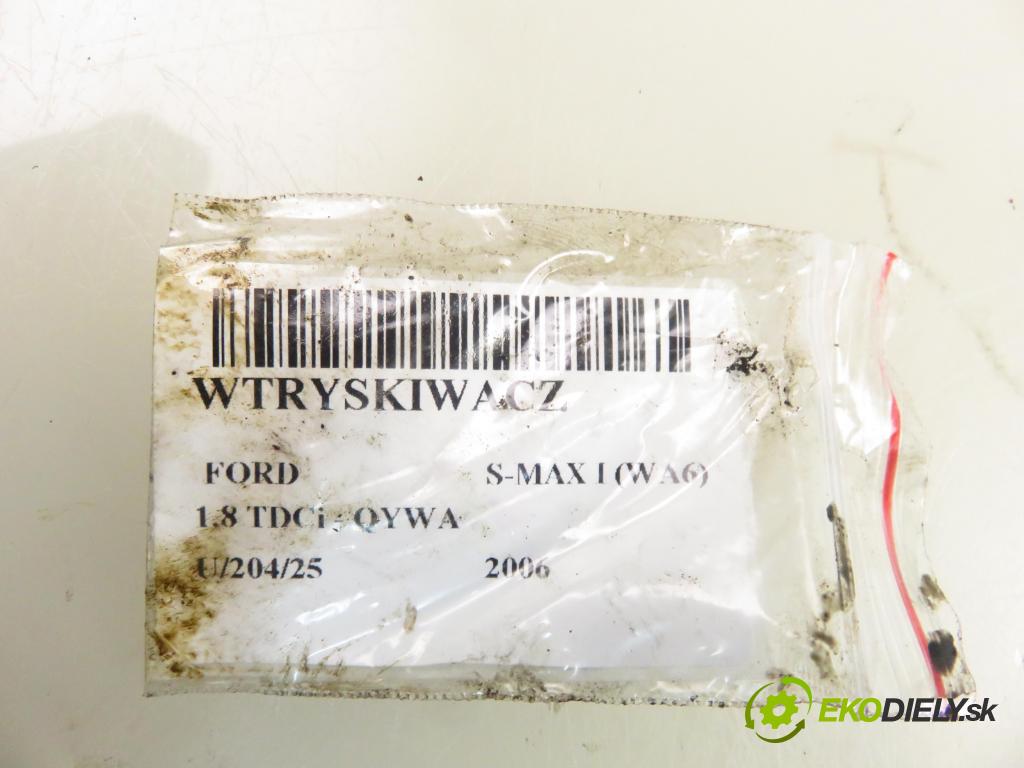 WTRYSKIWACZ
FORD S-MAX I (WA6)
1.8 TDCi - QYWA
U/204/25 2006
EKODIELY.sk